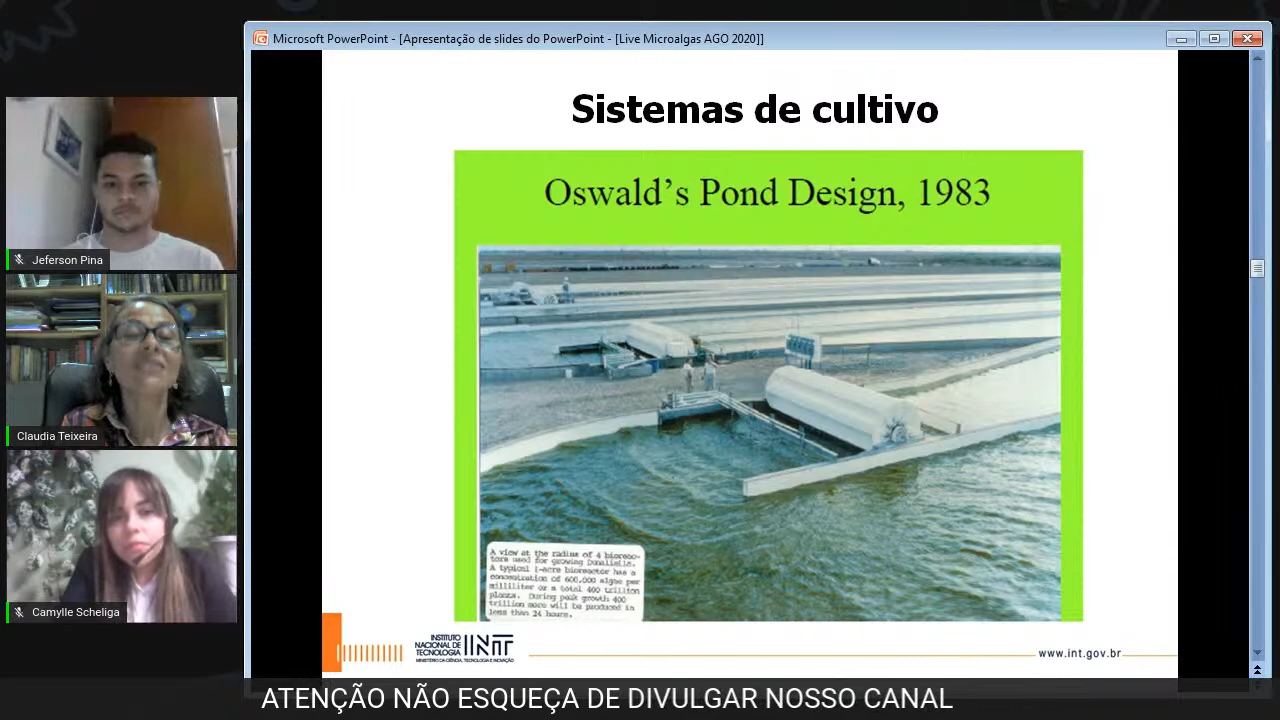 Microsoft PowerPoint - [Apresentação de slides do PowerPoint - [Live Microalgas AGO 2020]]
Sistemas de cultivo
Oswald's Pond Design, 1983
A view at the radius of 4 bioreac-
tors used for growing Dunaliella.
A typical 1-acre bioreactor has a
concentration of 600,000 algae per
milliliter or a total 400 trillion
plants. During peak growth 400
trillion more will be produced in
less than 24 hours.
INSTITUTO
NACIONAL DE
TECNOLOGIA
INT
MINISTÉRIO DA CIÊNCIA, TECNOLOGIA E INOVAÇÃO
www.int.gov.br
Jeferson Pina
Claudia Teixeira
Camylle Scheliga
ATENÇÃO NÃO ESQUEÇA DE DIVULGAR NOSSO CANAL